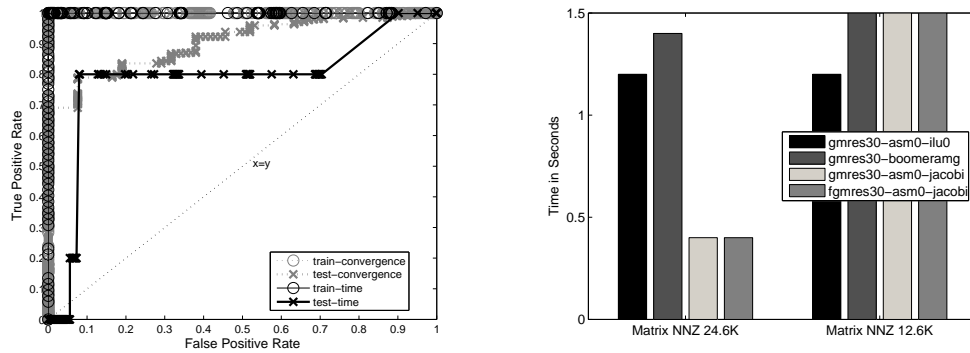 True Positive Rate
1
0.9
0.8
0.7
0.6
0.5
0.4
0.3
0.2
0.1
0
x=y
train−convergence
test−convergence
train−time
test−time
0 0.1 0.2 0.3 0.4 0.5 0.6 0.7 0.8 0.9 1
False Positive Rate
Time in Seconds
1.5
1
0.5
0
gmres30−asm0−ilu0
gmres30−boomeramg
gmres30−asm0−jacobi
fgmres30−asm0−jacobi
Matrix NNZ 24.6K Matrix NNZ 12.6K